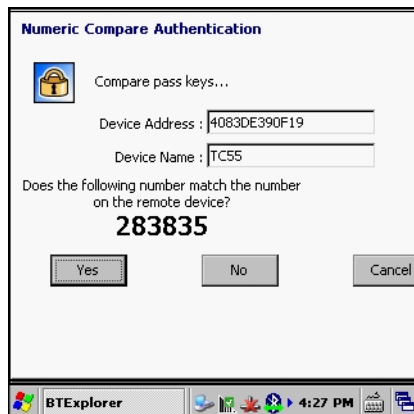 Numeric Compare Authentication
Compare pass keys...
Device Address : 4083DE390F19
Device Name : TC55
Does the following number match the number
on the remote device?
283835
Yes No Cancel
BTExplorer 4:27 PM